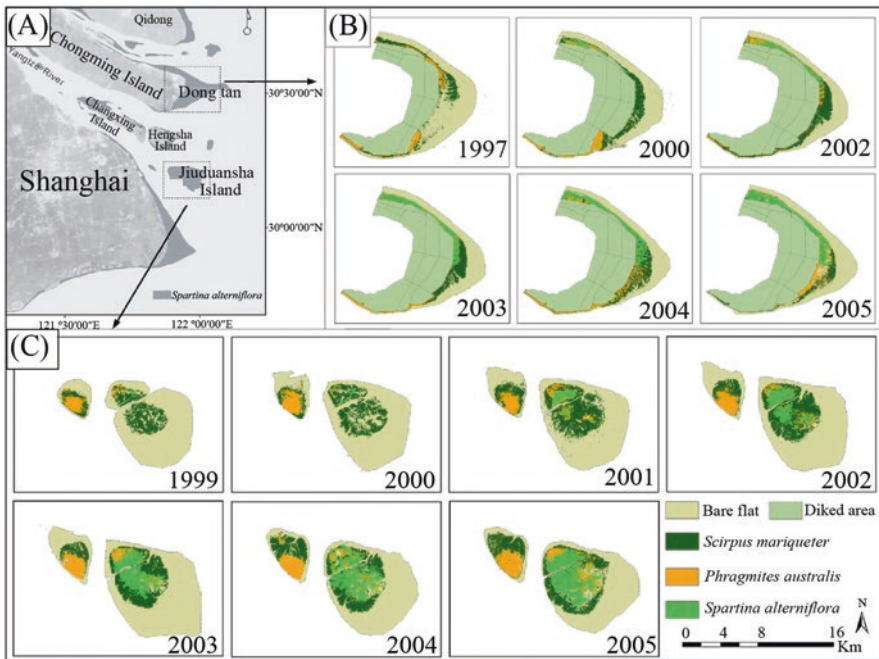 (A)
Qidong
Chongming Island
Yangtze River
Dong tan
30°30′00″N
Changxing
Island
Hengsha
Island
Jiuduansha
Island
Shanghai
30°00′00″N
Spartina alterniflora
121°30′00″E
122°00′00″E
(B)
1997
2000
2002
2003
2004
2005
(C)
1999
2000
2001
2002
2003
2004
2005
Bare flat
Diked area
Scirpus mariqueter
Phragmites australis
Spartina alterniflora
N
0 4 8 16
Km